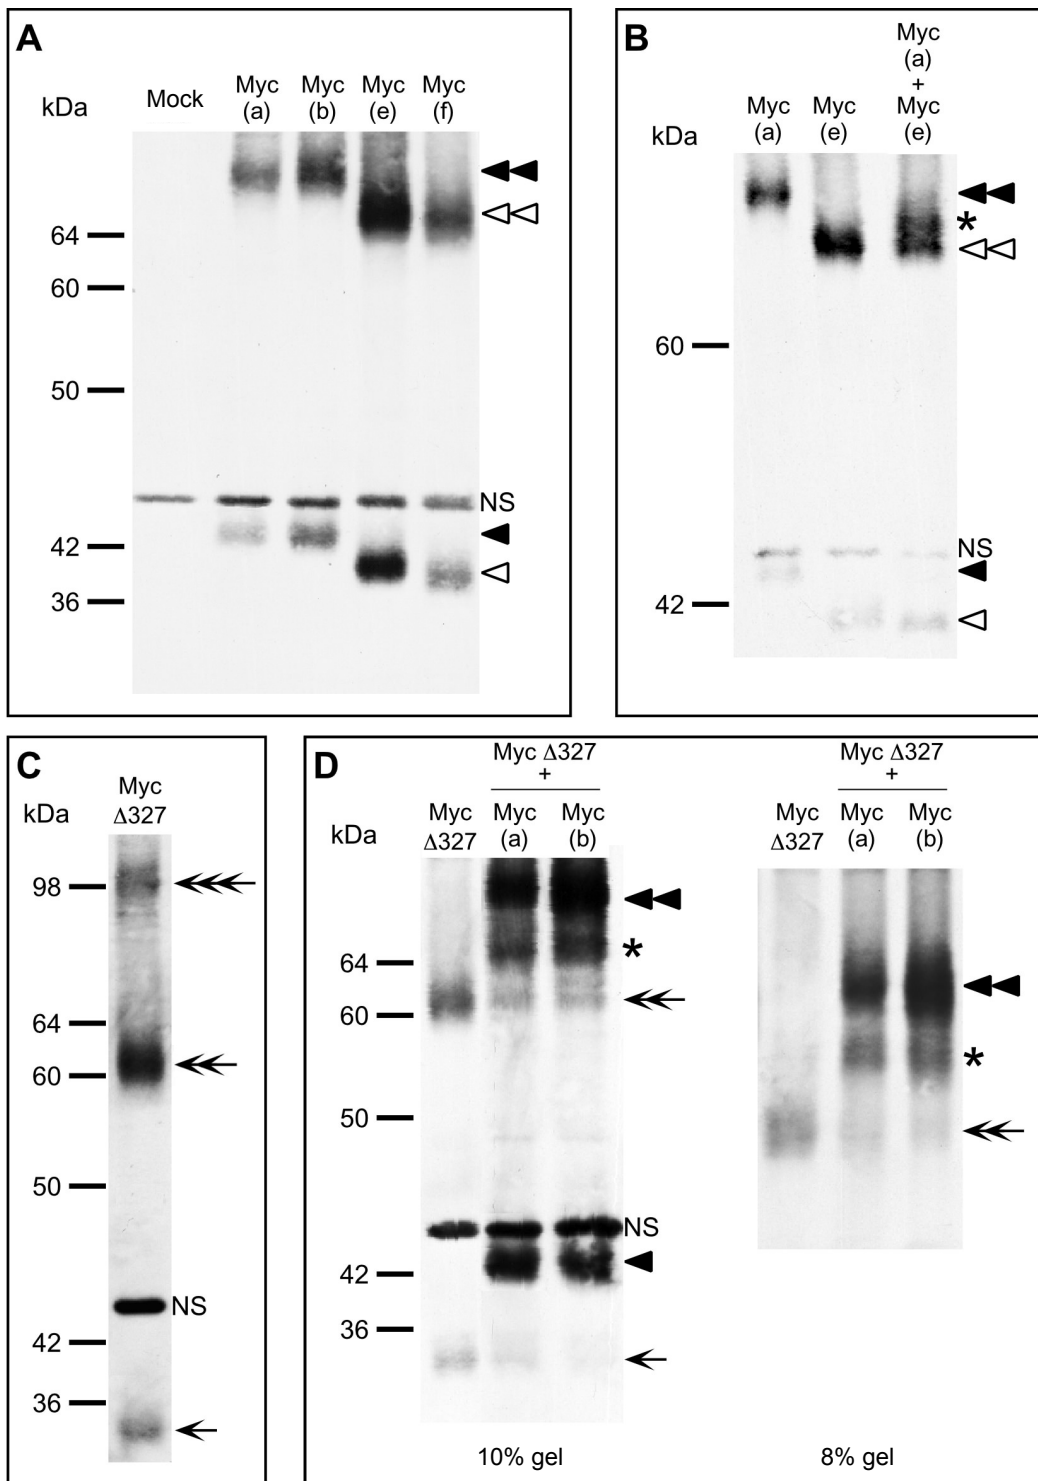 A
kDa
Mock
Myc
(a)
Myc
(b)
Myc
(e)
Myc
(f)
64
60
50
NS
42
36
B
kDa
Myc
(a)
Myc
(e)
Myc
(a)
+
Myc
(e)
*
60
NS
42
C
kDa
Myc
Δ327
98
64
60
50
NS
42
36
D
kDa
Myc
Δ327
Myc Δ327
+
Myc
(a)
Myc
(b)
64
*
60
50
NS
42
36
10% gel
Myc
Δ327
Myc Δ327
+
Myc
(a)
Myc
(b)
*
8% gel